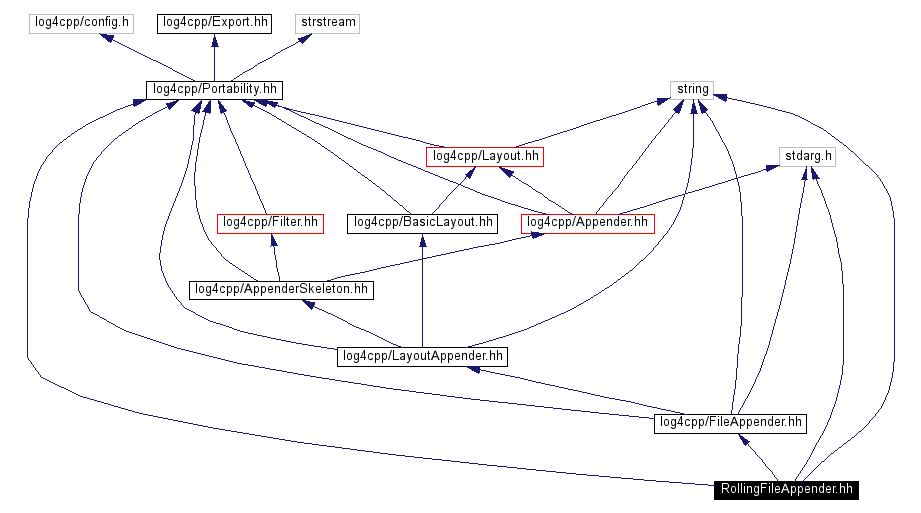 log4cpp/config.h
log4cpp/Export.hh
strstream
log4cpp/Portability.hh
string
log4cpp/Layout.hh
stdarg.h
log4cpp/Filter.hh
log4cpp/BasicLayout.hh
log4cpp/Appender.hh
log4cpp/AppenderSkeleton.hh
log4cpp/LayoutAppender.hh
log4cpp/FileAppender.hh
RollingFileAppender.hh